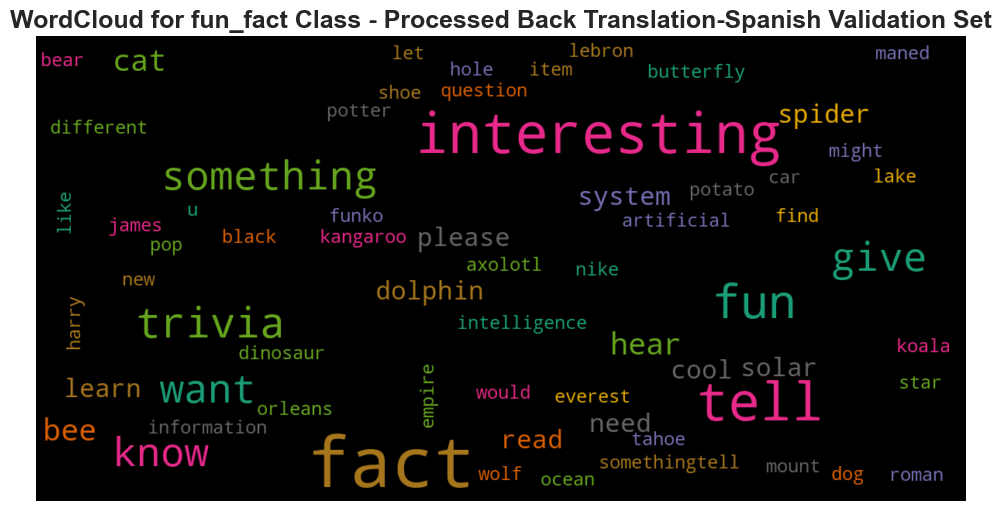 WordCloud for fun_fact Class - Processed Back Translation-Spanish Validation Set
bear
cat
let
lebron
maned
hole
item
butterfly
shoe
question
potter
different
interesting
spider
might
something
system
potato
car
lake
like
u
james
funko
artificial
find
pop
black
kangaroo
please
axolotl
nike
give
new
dolphin
fun
harry
trivia
intelligence
dinosaur
hear
koala
cool
solar
learn
want
empire
would
everest
tell
star
orleans
bee
information
need
know
fact
read
tahoe
wolf
ocean
somethingtell
mount
dog
roman